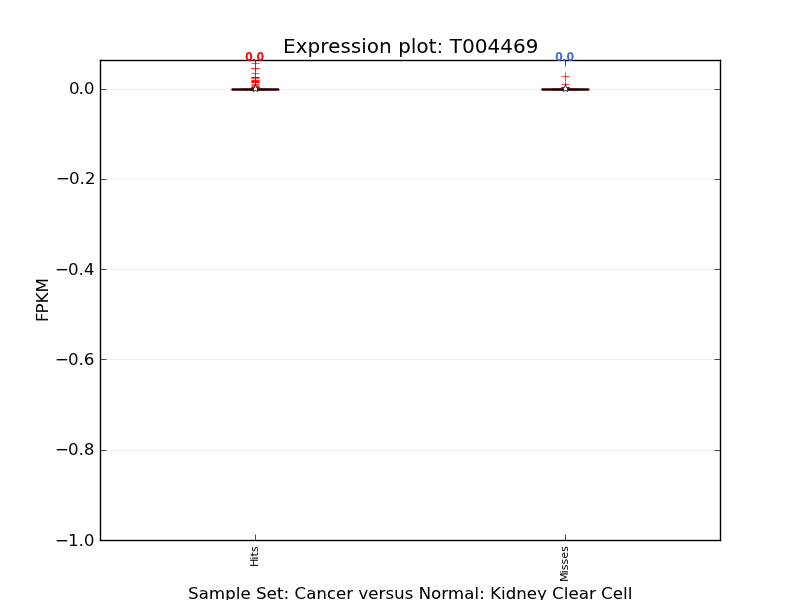 Expression plot: T004469
0.0 0.0
0.0
−0.2
−0.4
−0.6
−0.8
−1.0
FPKM
Hits
Misses
Sample Set: Cancer versus Normal: Kidney Clear Cell